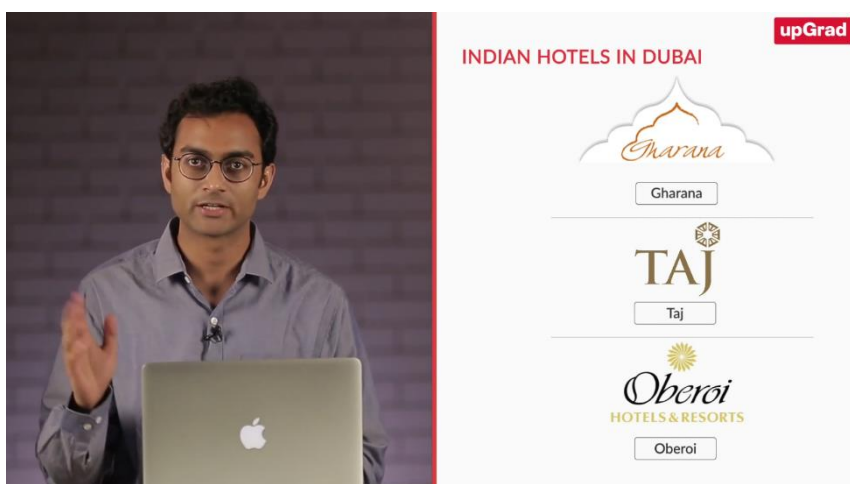 upGrad
INDIAN HOTELS IN DUBAI
Gharana
Gharana
TAJ
Taj
Oberoi
HOTELS & RESORTS
Oberoi